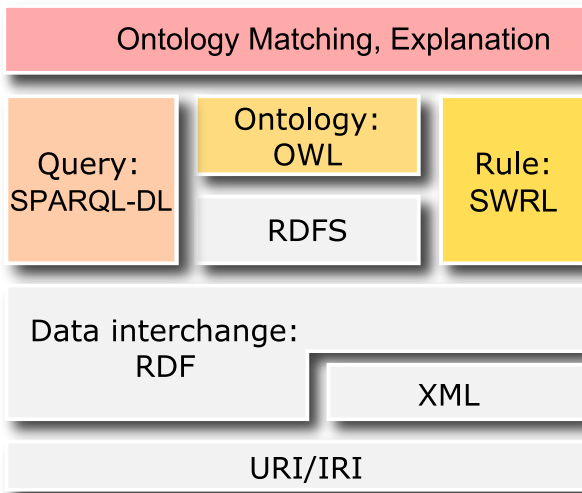 Ontology Matching, Explanation
Query:
SPARQL-DL
Ontology:
OWL
RDFS
Rule:
SWRL
Data interchange:
RDF
XML
URI/IRI